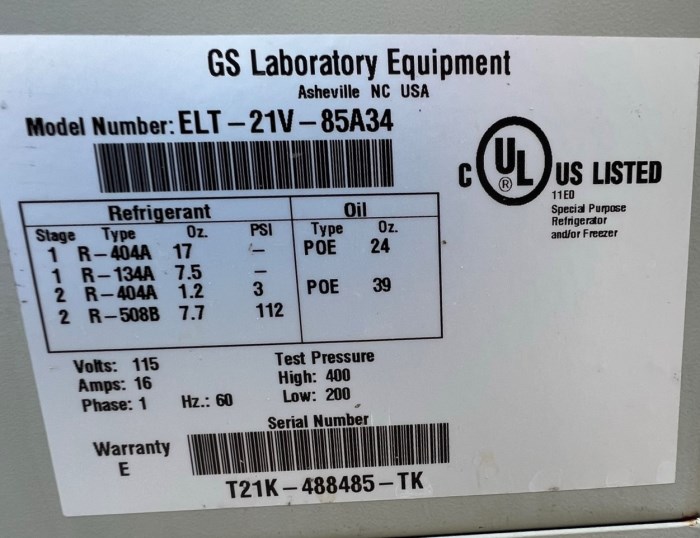 GS Laboratory Equipment
Asheville NC USA
Model Number: ELT-21V-85A34
C UL® US LISTED
11E0
Special Purpose
Refrigerator
and/or Freezer
Refrigerant Oil
Stage Type Oz. PSI Type Oz.
1 R-404A 17 - POE 24
1 R-134A 7.5 -
2 R-404A 1.2 3 POE 39
2 R-508B 7.7 112
Volts: 115
Amps: 16
Phase: 1 Hz.: 60
Test Pressure
High: 400
Low: 200
Serial Number
Warranty
E
T21K-488485-TK